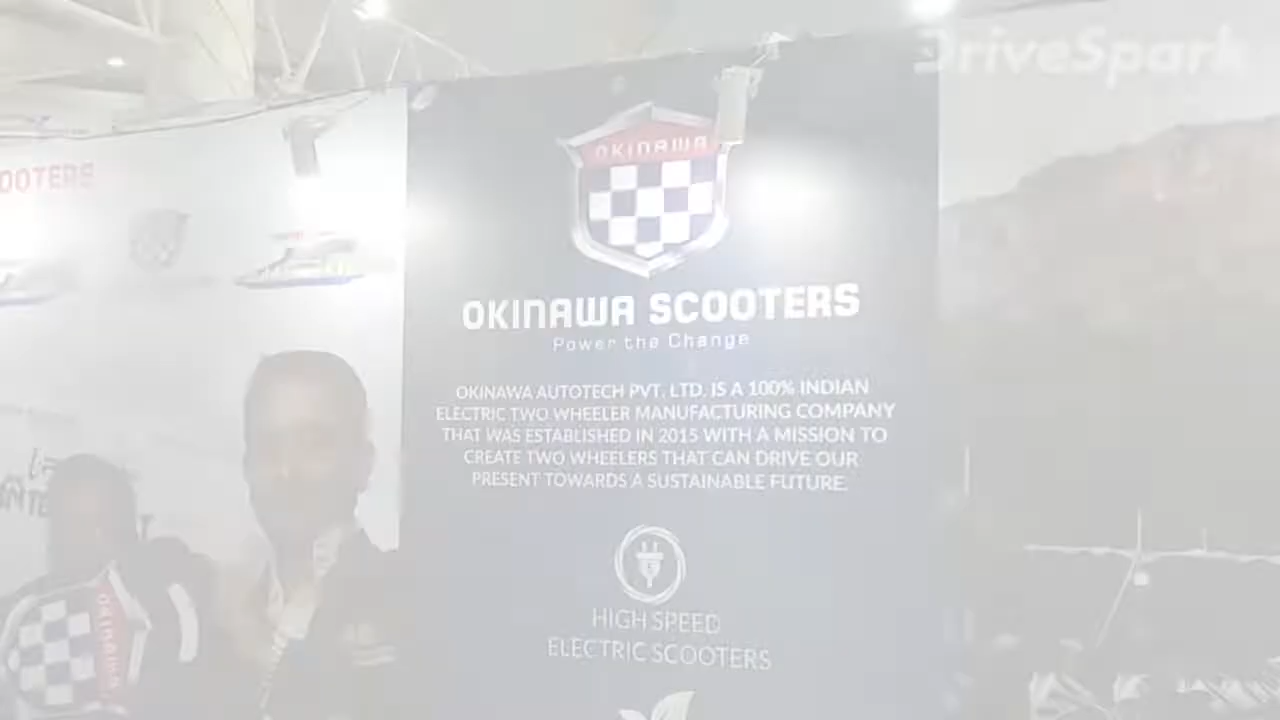 DriveSpark
OOTERS
OKINAWA
OKINAWA SCOOTERS
Power the Change
OKINAWA AUTOTECH PVT. LTD. IS A 100% INDIAN
ELECTRIC TWO WHEELER MANUFACTURING COMPANY
THAT WAS ESTABLISHED IN 2015 WITH A MISSION TO
CREATE TWO WHEELERS THAT CAN DRIVE OUR
PRESENT TOWARDS A SUSTAINABLE FUTURE.
HIGH SPEED
ELECTRIC SCOOTERS
OKINAWA